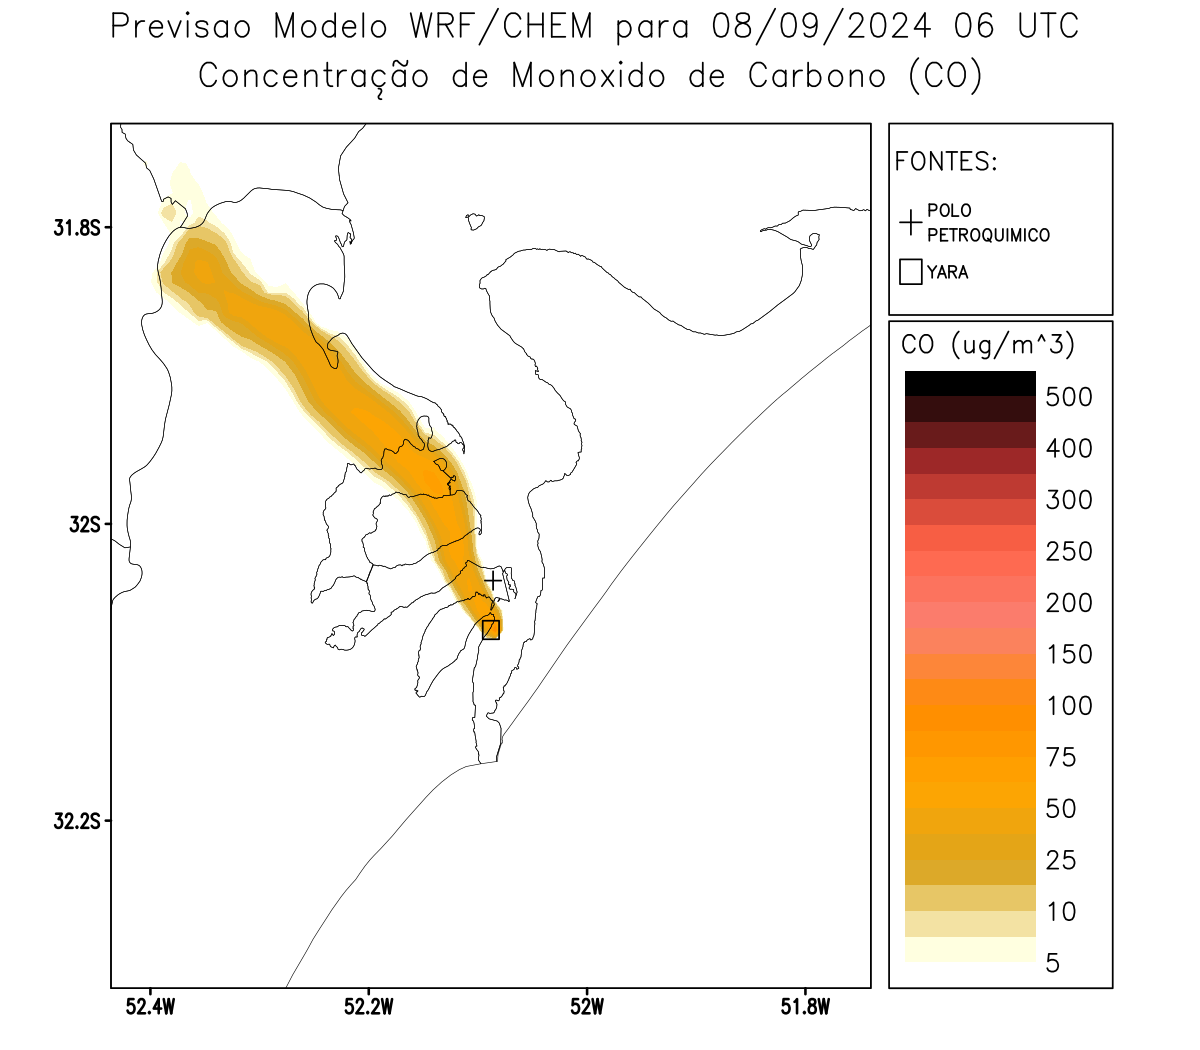 Previsao Modelo WRF/CHEM para 08/09/2024 06 UTC
Concentração de Monoxido de Carbono (CO)
FONTES:
POLO
PETROQUIMICO
YARA
CO (ug/m^3)
500
400
300
250
200
150
100
75
50
25
10
5
31.8S
32S
32.2S
52.4W
52.2W
52W
51.8W